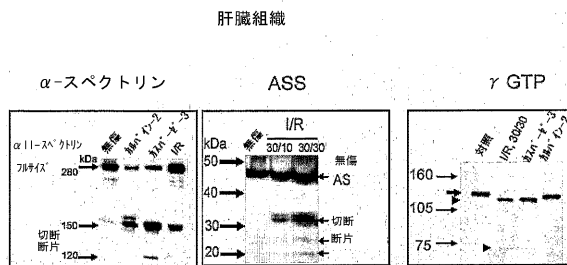 肝臓組織
α-スペクトリン
ASS
γ GTP
αII-スペクトリン
フルサイズ
kDa
280
150
120
切断
断片
無傷
カルパイン-2
カスパーゼ-3
I/R
I/R
無傷
30/10
30/30
kDa
50
40
30
20
無傷
AS
切断
断片
対照
I/R, 30/30
カスパーゼ-3
カルパイン-2
160
105
75